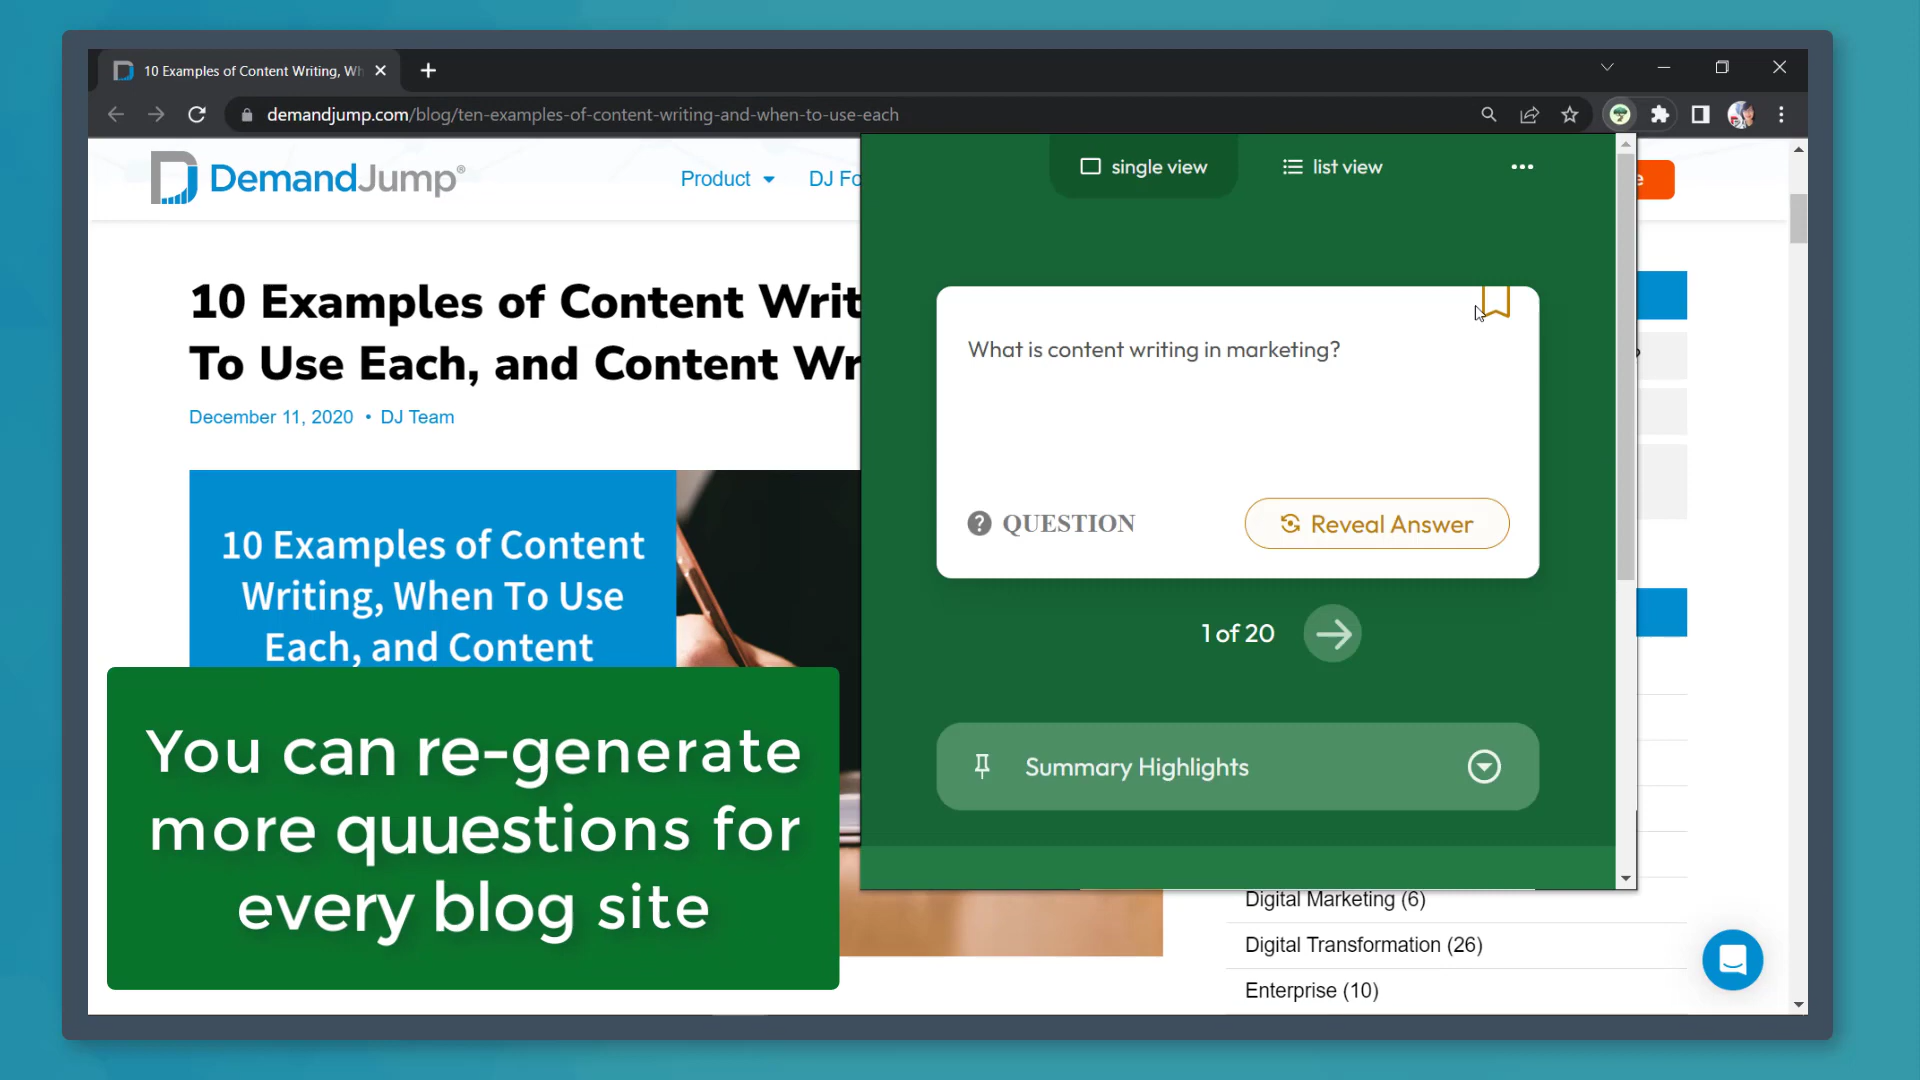 10 Examples of Content Writing, Wh
demandjump.com/blog/ten-examples-of-content-writing-and-when-to-use-each
DemandJump®
Product
DJ Fo
e
single view
list view
10 Examples of Content Writ
To Use Each, and Content Wr
December 11, 2020 • DJ Team
What is content writing in marketing?
? QUESTION
Reveal Answer
1 of 20
Summary Highlights
10 Examples of Content
Writing, When To Use
Each, and Content
You can re-generate
more quuestions for
every blog site
Digital Marketing (6)
Digital Transformation (26)
Enterprise (10)